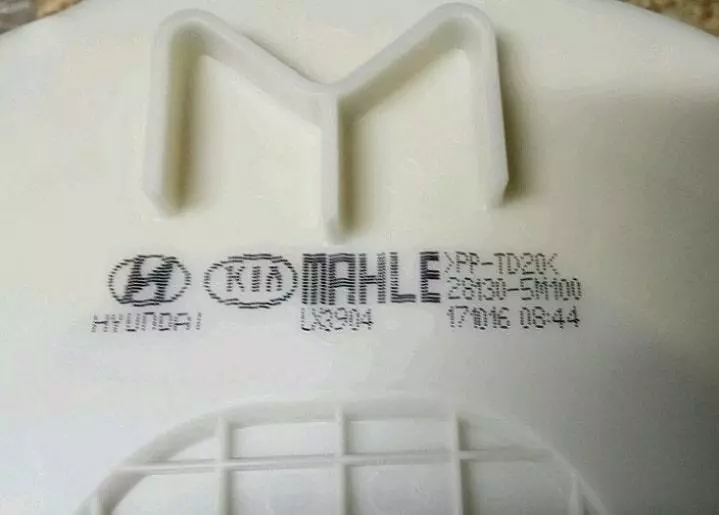 KIA MAHLE >PP-TD20<
28130-5M100
HYUNDAI LX3904 171016 08:44